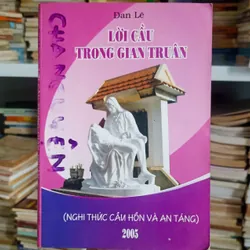 Đan Lê
LỜI CẦU
TRONG GIAN TRUÂN
(NGHI THỨC CẦU HỒN VÀ AN TÁNG)
2005